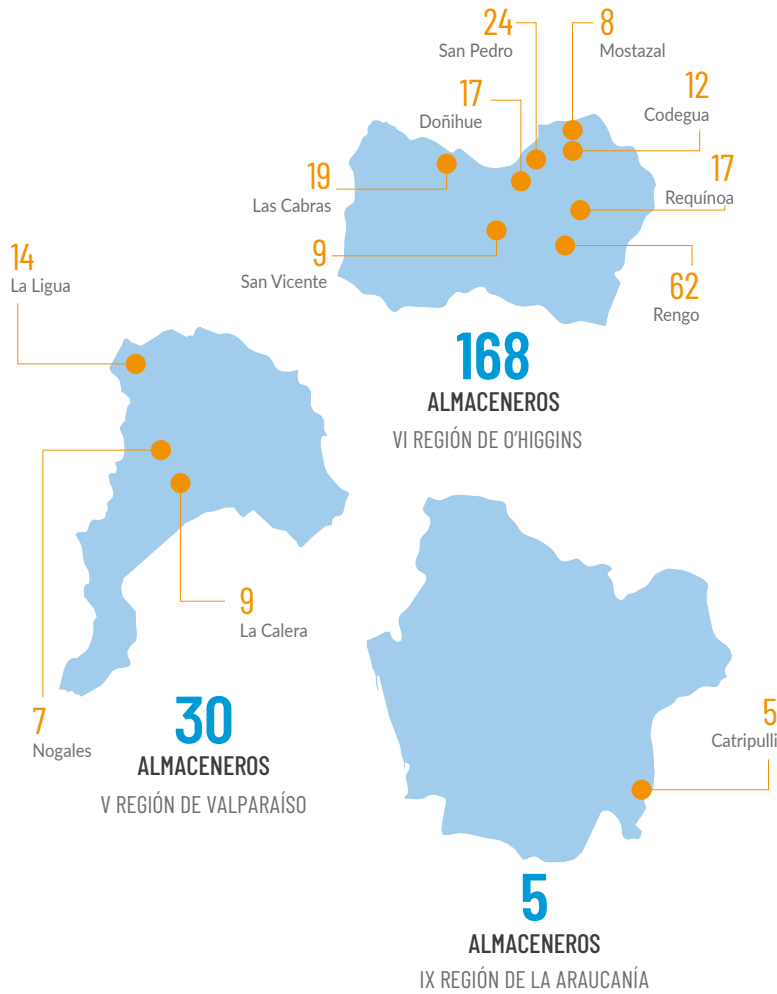 24
San Pedro
8
Mostazal
17
Doñihue
12
Codegua
19
Las Cabras
17
Requínoa
9
San Vicente
62
Rengo
168
ALMACENEROS
VI REGIÓN DE O'HIGGINS
14
La Ligua
9
La Calera
7
Nogales
30
ALMACENEROS
V REGIÓN DE VALPARAÍSO
5
Catripulli
5
ALMACENEROS
IX REGIÓN DE LA ARAUCANÍA